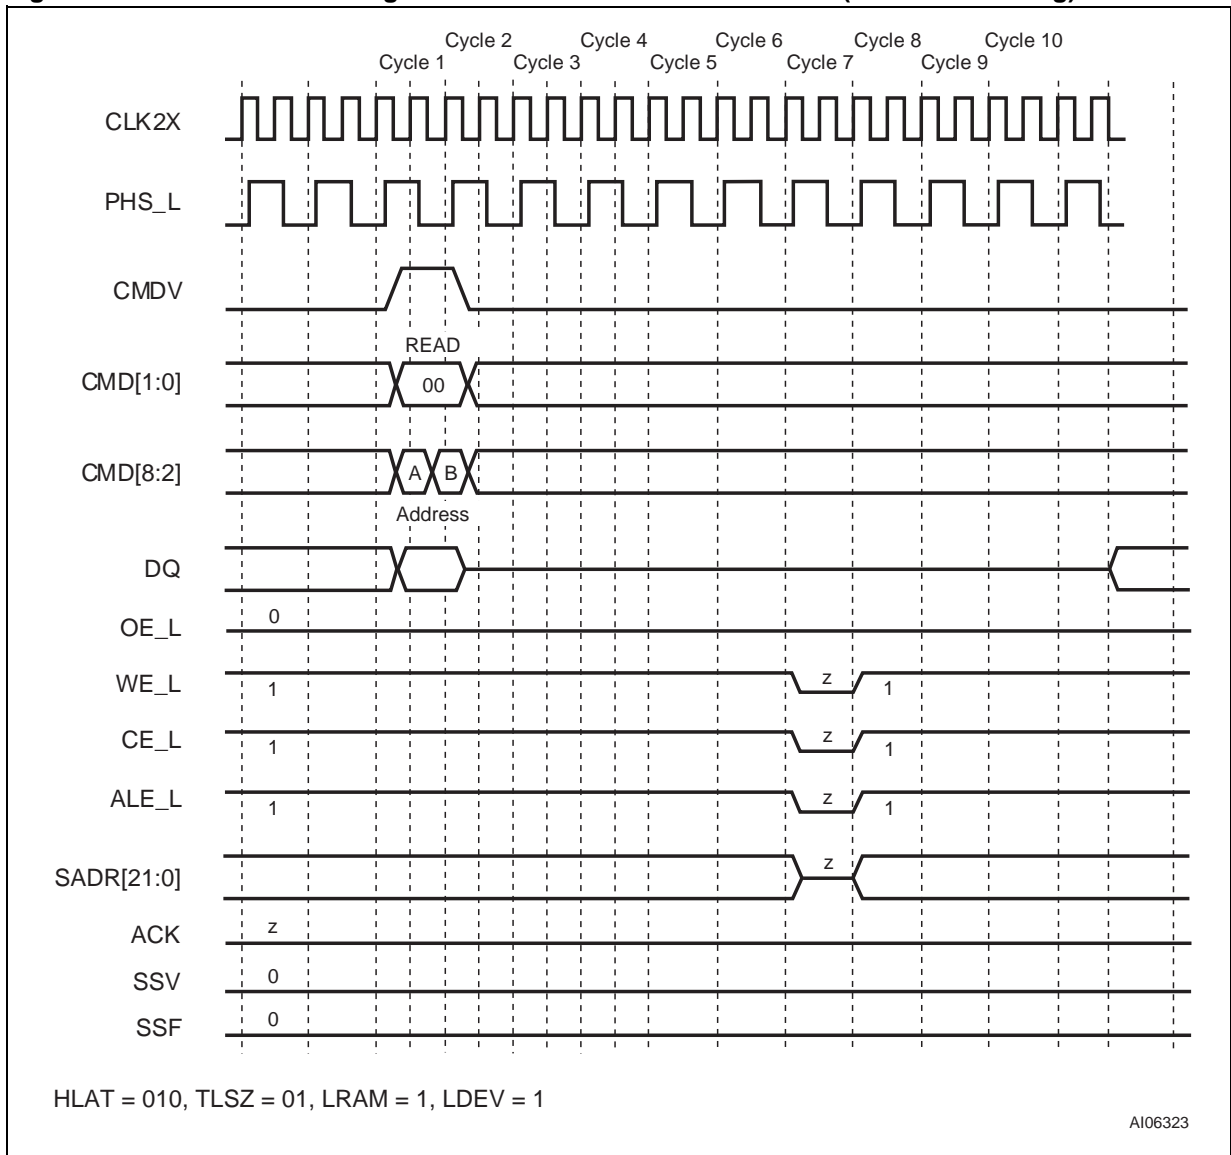 Cycle 2 Cycle 4 Cycle 6 Cycle 8 Cycle 10
Cycle 1 Cycle 3 Cycle 5 Cycle 7 Cycle 9
CLK2X
PHS_L
CMDV
READ
CMD[1:0] 00
CMD[8:2] A B
Address
DQ
OE_L 0
WE_L 1 z 1
CE_L 1 z 1
ALE_L 1 z 1
SADR[21:0] z
ACK z
SSV 0
SSF 0
HLAT = 010, TLSZ = 01, LRAM = 1, LDEV = 1
AI06323